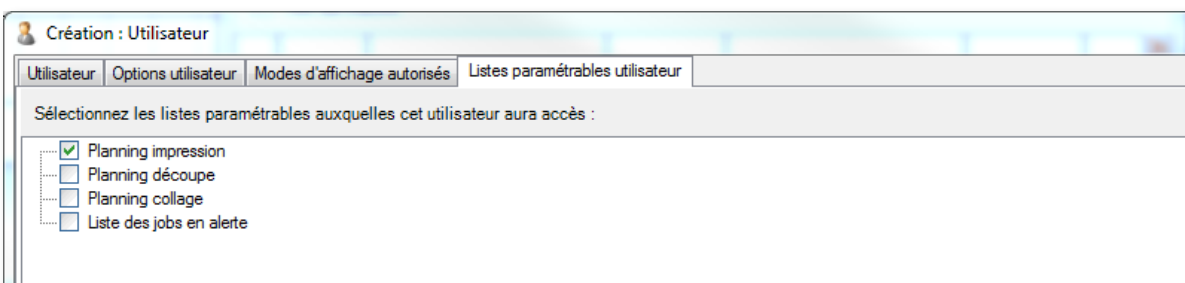 Création : Utilisateur
Utilisateur Options utilisateur Modes d'affichage autorisés Listes paramétrables utilisateur
Sélectionnez les listes paramétrables auxquelles cet utilisateur aura accès :
Planning impression
Planning découpe
Planning collage
Liste des jobs en alerte